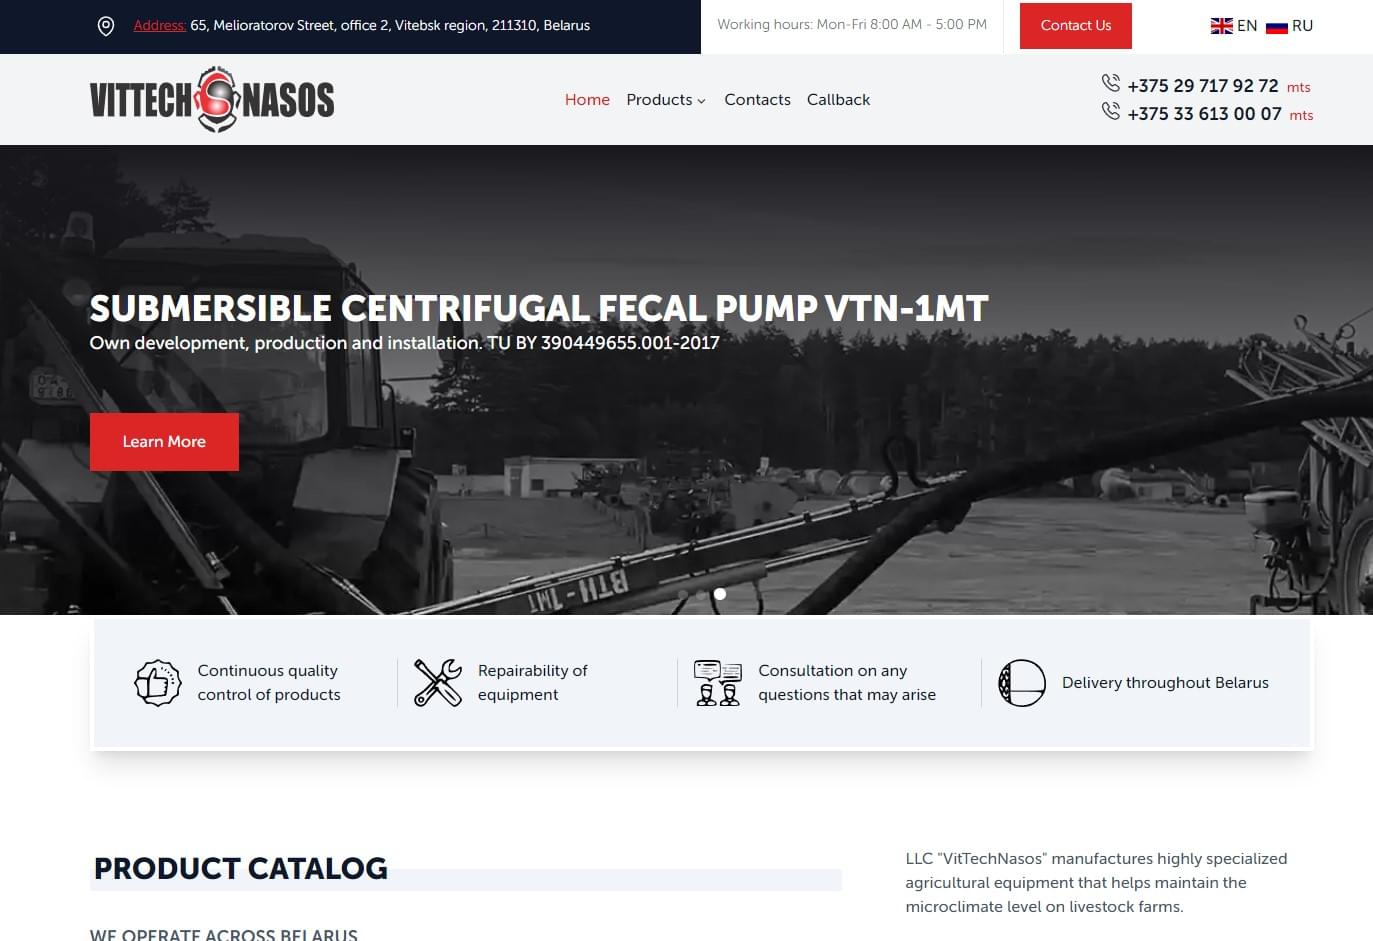 Address: 65, Melioratorov Street, office 2, Vitebsk region, 211310, Belarus
Working hours: Mon-Fri 8:00 AM - 5:00 PM
Contact Us
EN
RU
VITTECH NASOS
Home
Products
Contacts
Callback
+375 29 717 92 72 mts
+375 33 613 00 07 mts
SUBMERSIBLE CENTRIFUGAL FECAL PUMP VTN-1MT
Own development, production and installation. TU BY 390449655.001-2017
Learn More
ВТН - 1МТ
Continuous quality
control of products
Repairability of
equipment
Consultation on any
questions that may arise
Delivery throughout Belarus
PRODUCT CATALOG
WE OPERATE ACROSS BELARUS
LLC "VitTechNasos" manufactures highly specialized
agricultural equipment that helps maintain the
microclimate level on livestock farms.